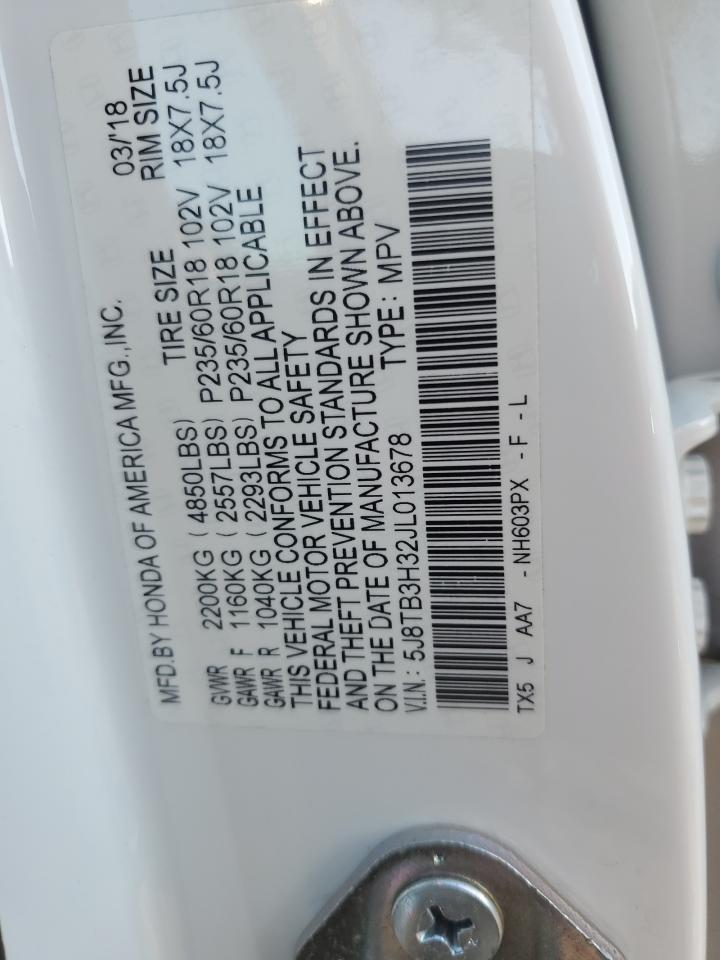 MFD.BY HONDA OF AMERICA MFG.,INC. 03/'18
TIRE SIZE RIM SIZE
GVWR 2200KG ( 4850LBS)
GAWR F 1160KG ( 2557LBS) P235/60R18 102V 18X7.5J
GAWR R 1040KG ( 2293LBS) P235/60R18 102V 18X7.5J
THIS VEHICLE CONFORMS TO ALL APPLICABLE
FEDERAL MOTOR VEHICLE SAFETY
AND THEFT PREVENTION STANDARDS IN EFFECT
ON THE DATE OF MANUFACTURE SHOWN ABOVE.
V.I.N.: 5J8TB3H32JL013678 TYPE: MPV
TX5 J AA7 - NH603PX - F - L